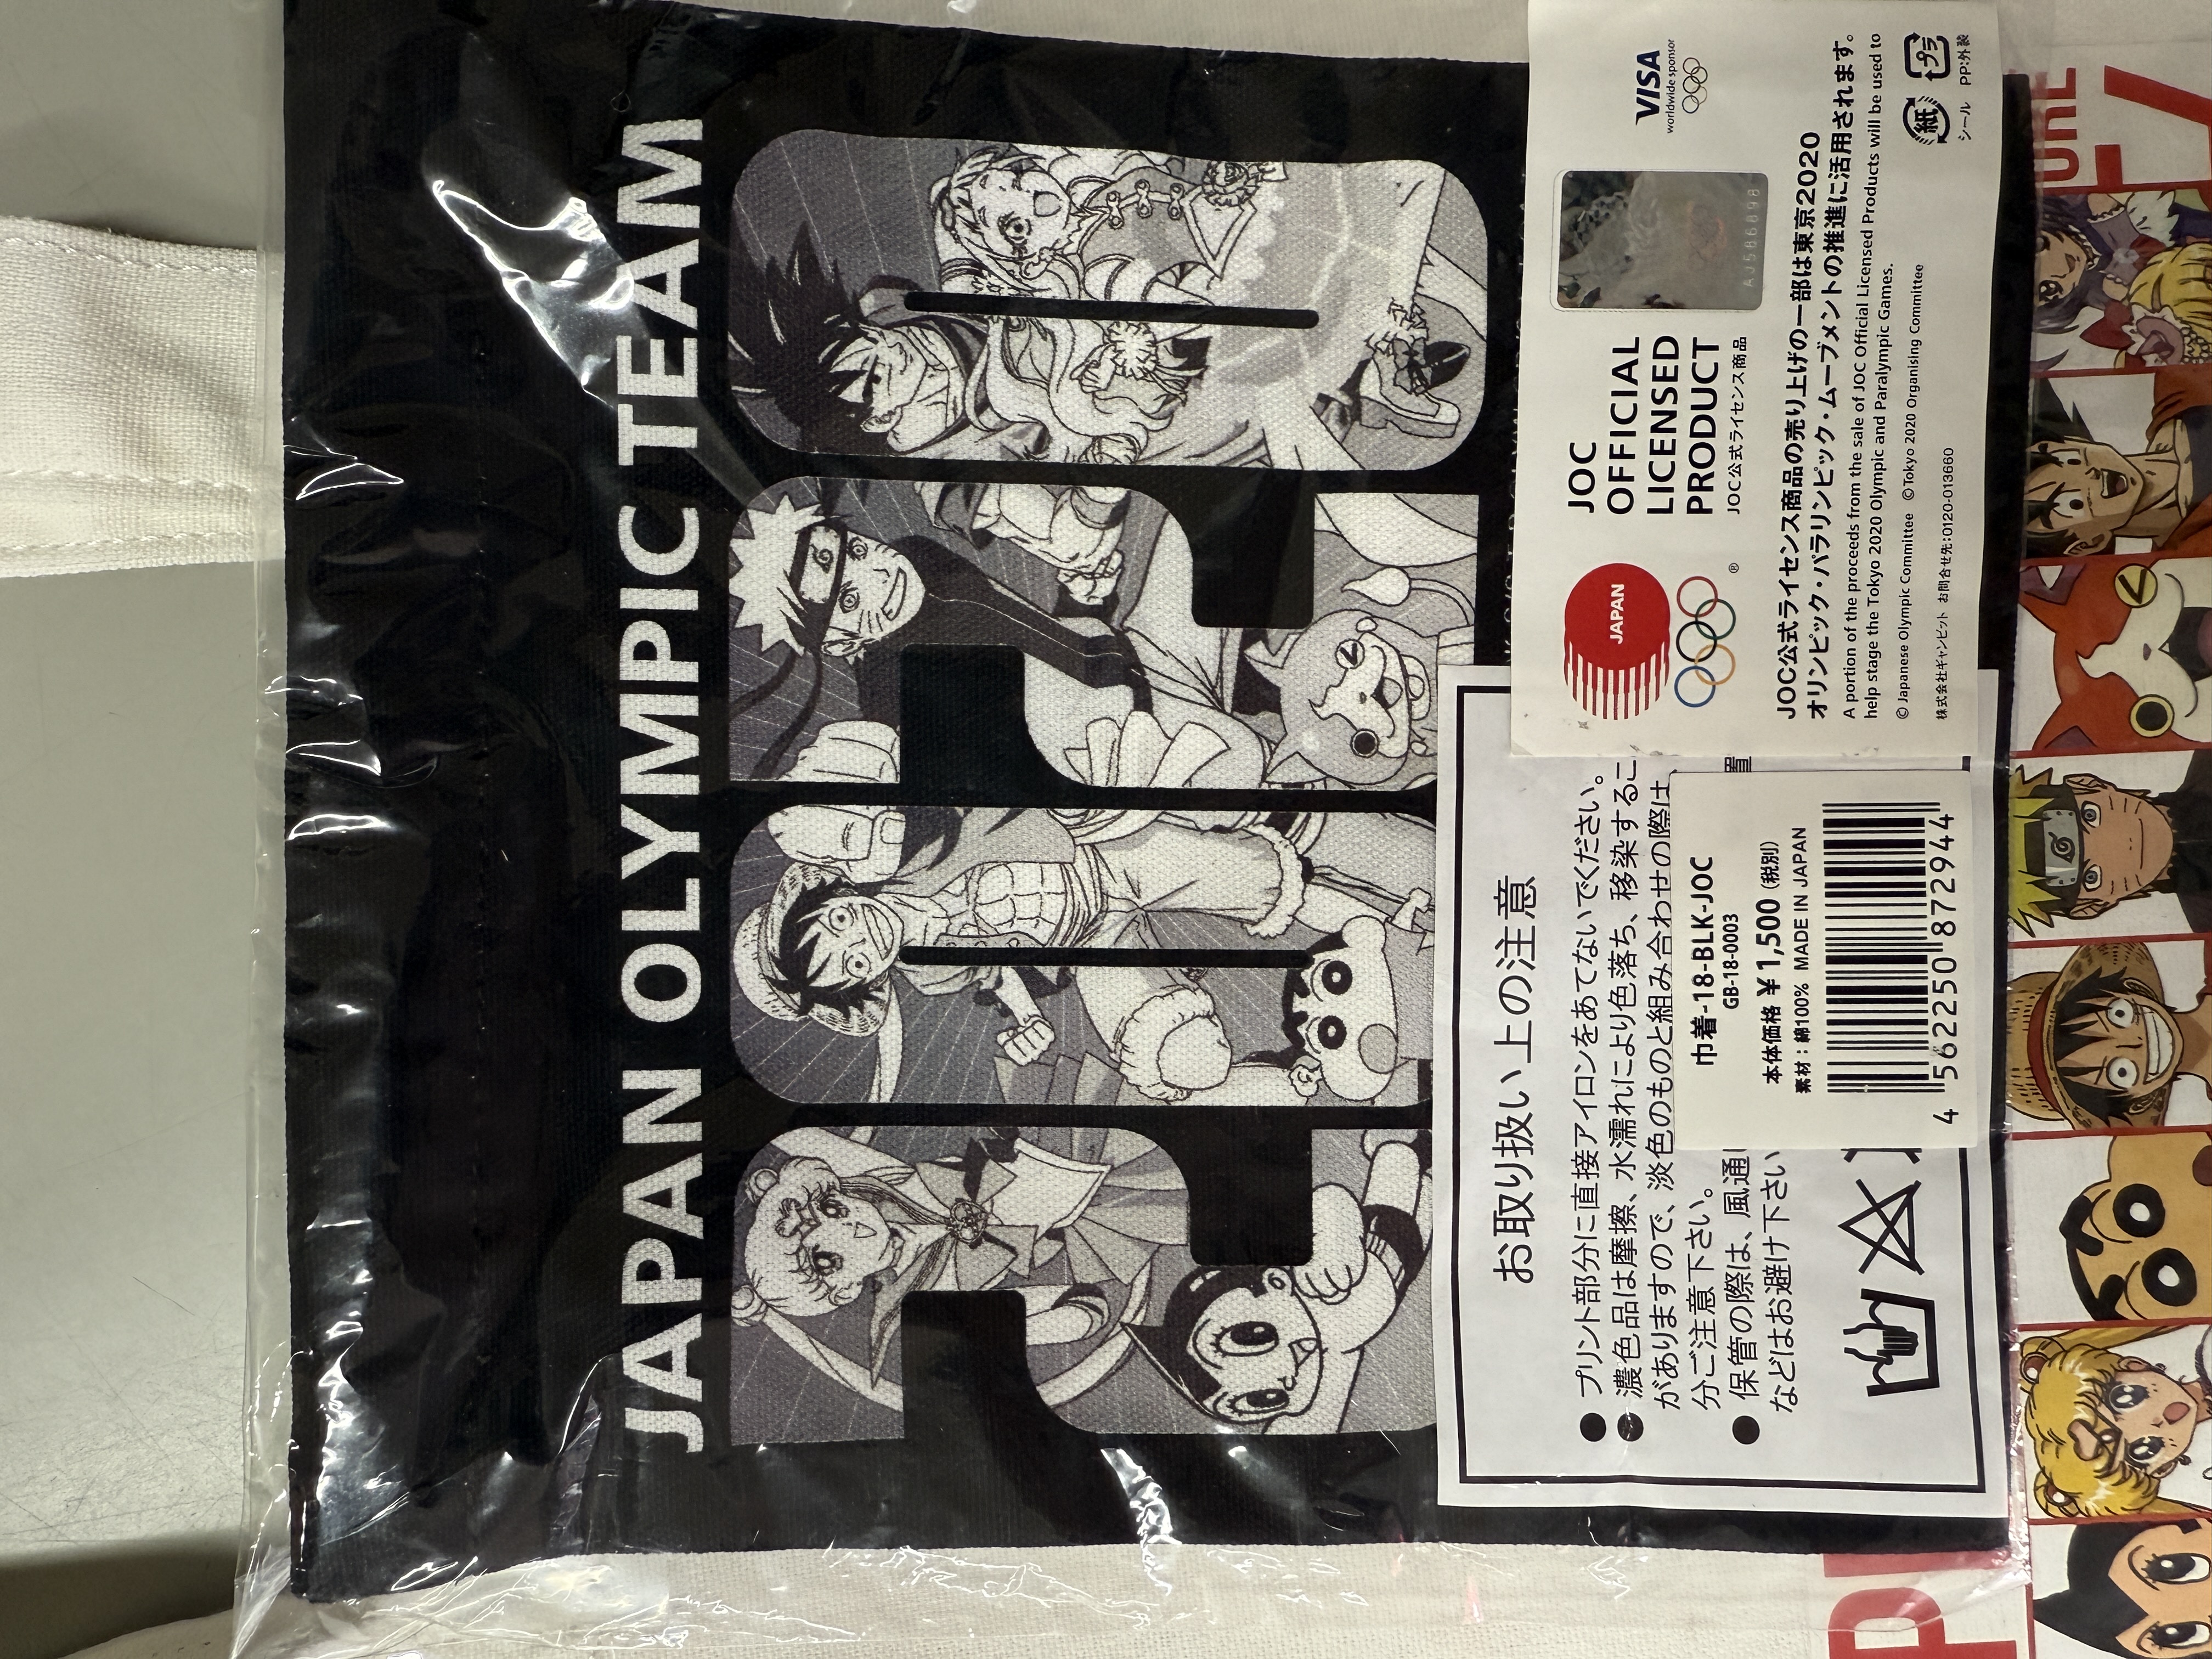 JAPAN OLYMPIC TEAM
2020
JAPAN
®
JOC
OFFICIAL
LICENSED
PRODUCT
JOC公式ライセンス商品
AJ586898
VISA
worldwide sponsor
JOC公式ライセンス商品の売り上げの一部は東京2020
オリンピック・パラリンピック・ムーブメントの推進に活用されます。
A portion of the proceeds from the sale of JOC Official Licensed Products will be used to
help stage the Tokyo 2020 Olympic and Paralympic Games.
© Japanese Olympic Committee ©Tokyo 2020 Organising Committee
株式会社ギャンビット お問合せ先:0120-013660
紙
シール
プラ
PP:外装
お取り扱い上の注意
● プリント部分に直接アイロンをあてないでください。
● 濃色品は摩擦、水濡れにより色落ち、移染するこ
がありますので、淡色のものと組み合わせの際は
分ご注意下さい。
● 保管の際は、風通し
置
などはお避け下さい
巾着-18-BLK-JOC
GB-18-0003
本体価格 ¥1,500 (税別)
素材:綿100% MADE IN JAPAN
4 562250 872944